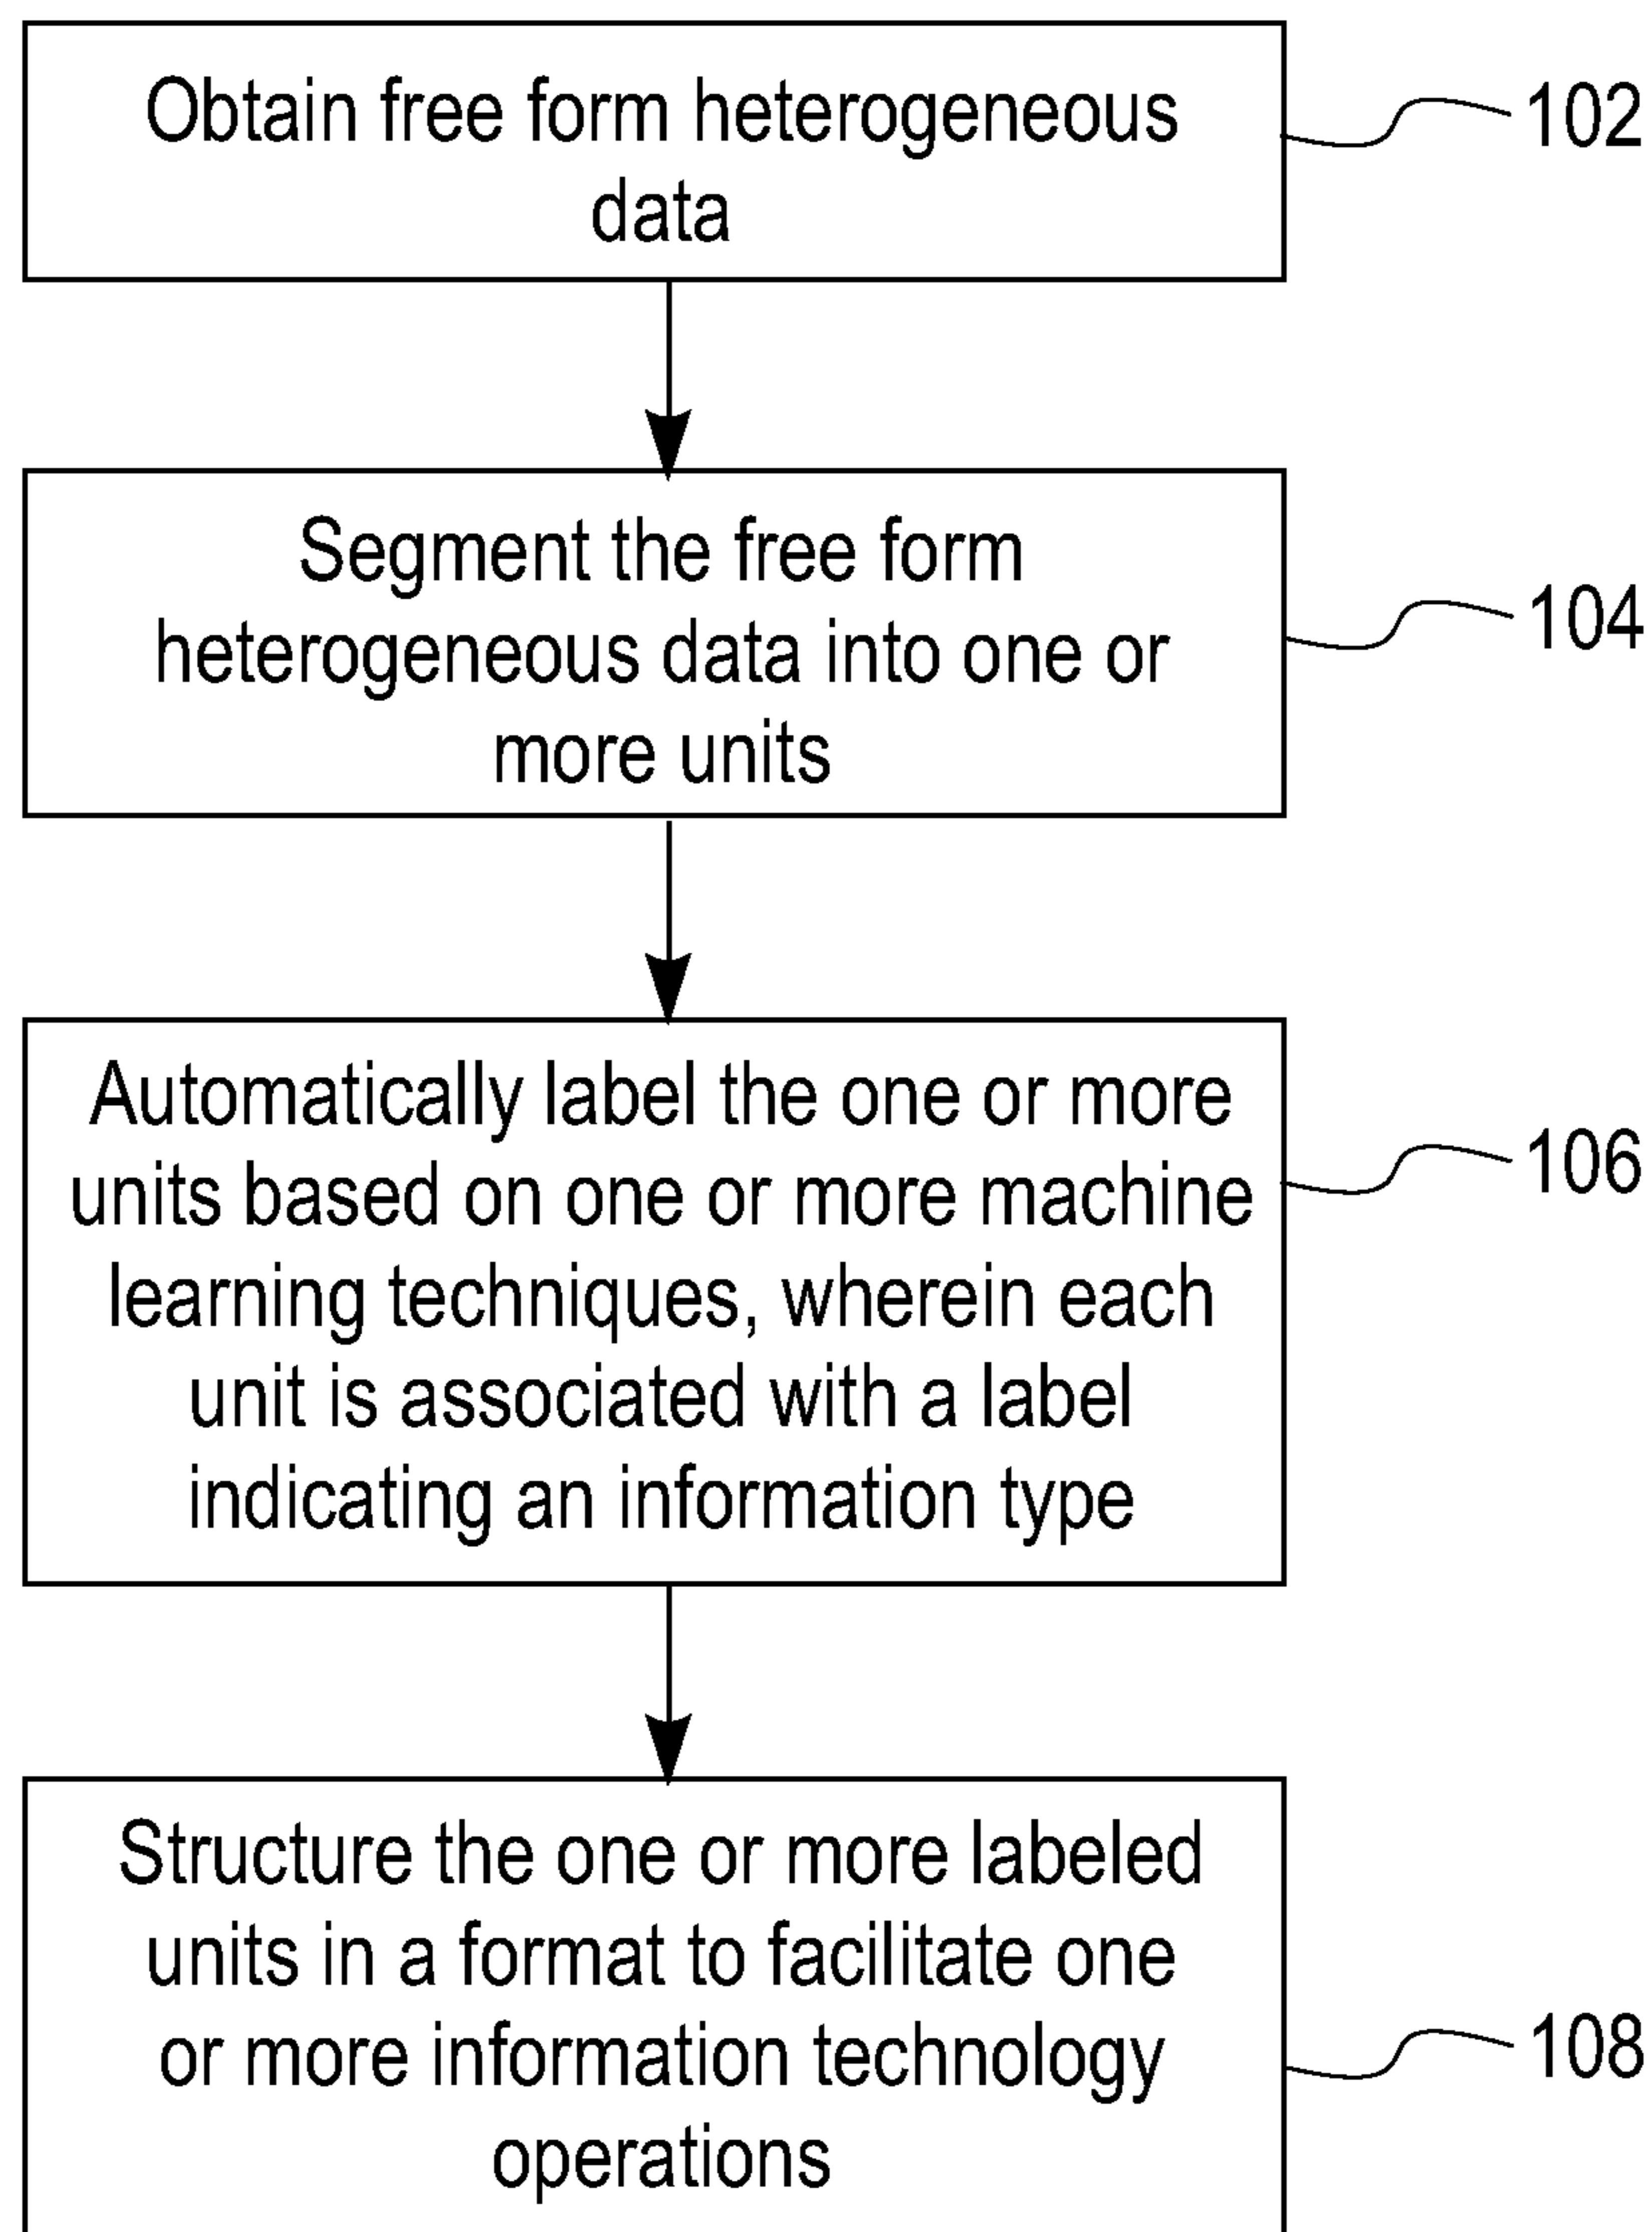 Obtain free form heterogeneous
data
102
Segment the free form
heterogeneous data into one or
more units
104
Automatically label the one or more
units based on one or more machine
learning techniques, wherein each
unit is associated with a label
indicating an information type
106
Structure the one or more labeled
units in a format to facilitate one
or more information technology
operations
108